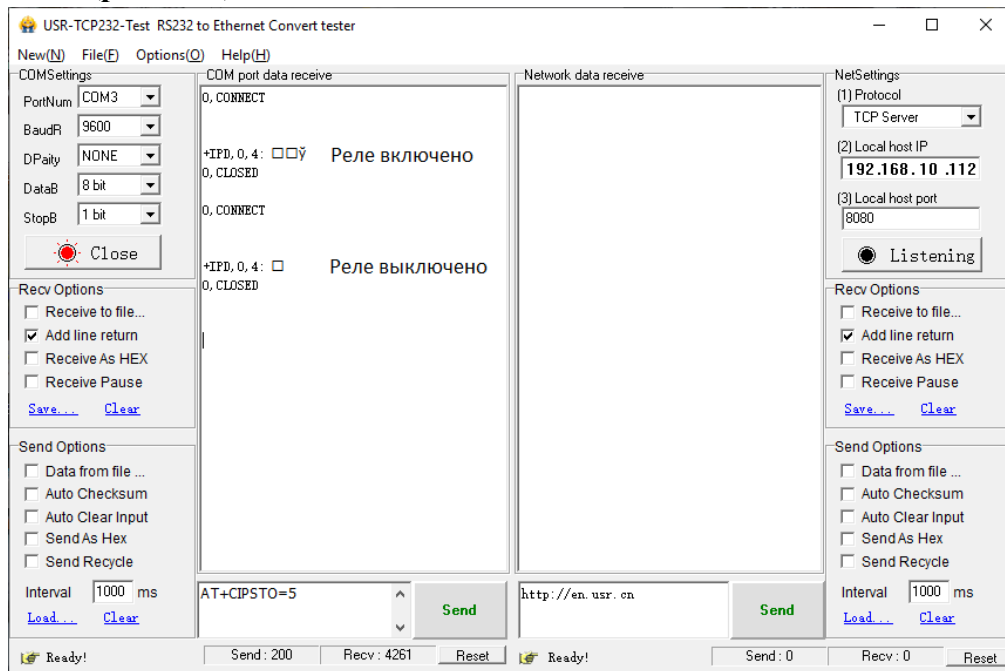 USR-TCP232-Test RS232 to Ethernet Convert tester
New(N) File(F) Options(O) Help(H)
COMSettings
PortNum COM3
BaudR 9600
DPaity NONE
DataB 8 bit
StopB 1 bit
Close
Recv Options
Receive to file...
Add line return
Receive As HEX
Receive Pause
Save... Clear
Send Options
Data from file ...
Auto Checksum
Auto Clear Input
Send As Hex
Send Recycle
Interval 1000 ms
Load... Clear
COM port data receive
0, CONNECT
+IPD, 0, 4: □□ў Реле включено
0, CLOSED
0, CONNECT
+IPD, 0, 4: □ Реле выключено
0, CLOSED
AT+CIPSTO=5
Send
Network data receive
http://en.usr.cn
Send
NetSettings
(1) Protocol
TCP Server
(2) Local host IP
192.168.10.112
(3) Local host port
8080
Listening
Recv Options
Receive to file...
Add line return
Receive As HEX
Receive Pause
Save... Clear
Send Options
Data from file ...
Auto Checksum
Auto Clear Input
Send As Hex
Send Recycle
Interval 1000 ms
Load... Clear
Ready! Send : 200 Recv : 4261 Reset
Ready! Send : 0 Recv : 0 Reset